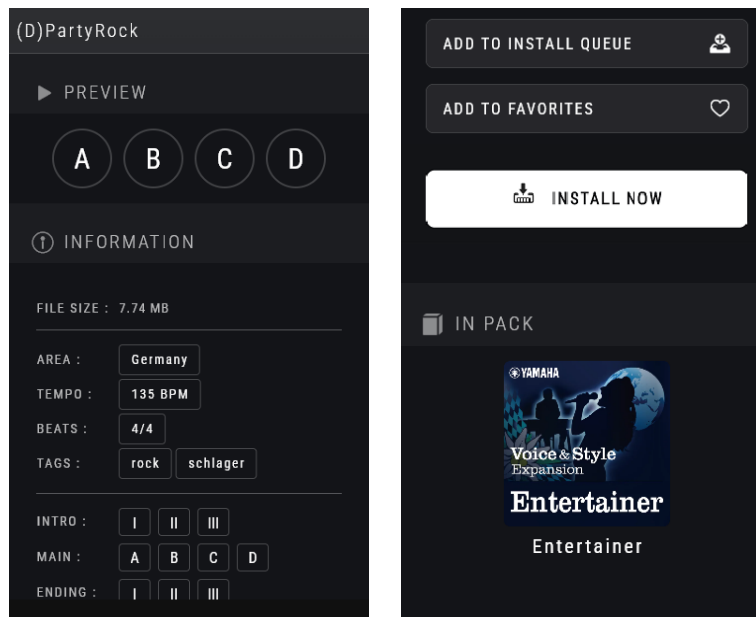 (D)PartyRock
PREVIEW
A B C D
INFORMATION
FILE SIZE : 7.74 MB
AREA : Germany
TEMPO : 135 BPM
BEATS : 4/4
TAGS : rock schlager
INTRO : I II III
MAIN : A B C D
ENDING : I II III
ADD TO INSTALL QUEUE
ADD TO FAVORITES
INSTALL NOW
IN PACK
YAMAHA
Voice & Style
Expansion
Entertainer
Entertainer